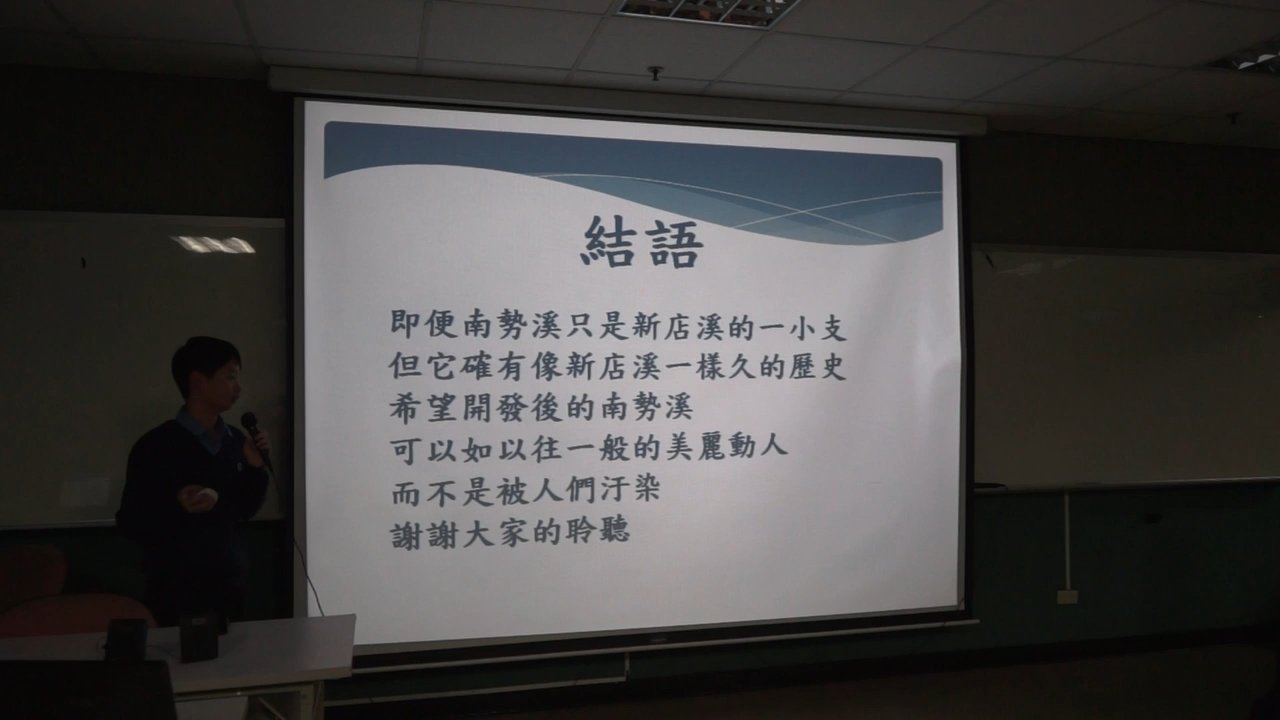 結語
即便南勢溪只是新店溪的一小支
但它確有像新店溪一樣久的歷史
希望開發後的南勢溪
可以如以往一般的美麗動人
而不是被人們汙染
謝謝大家的聆聽